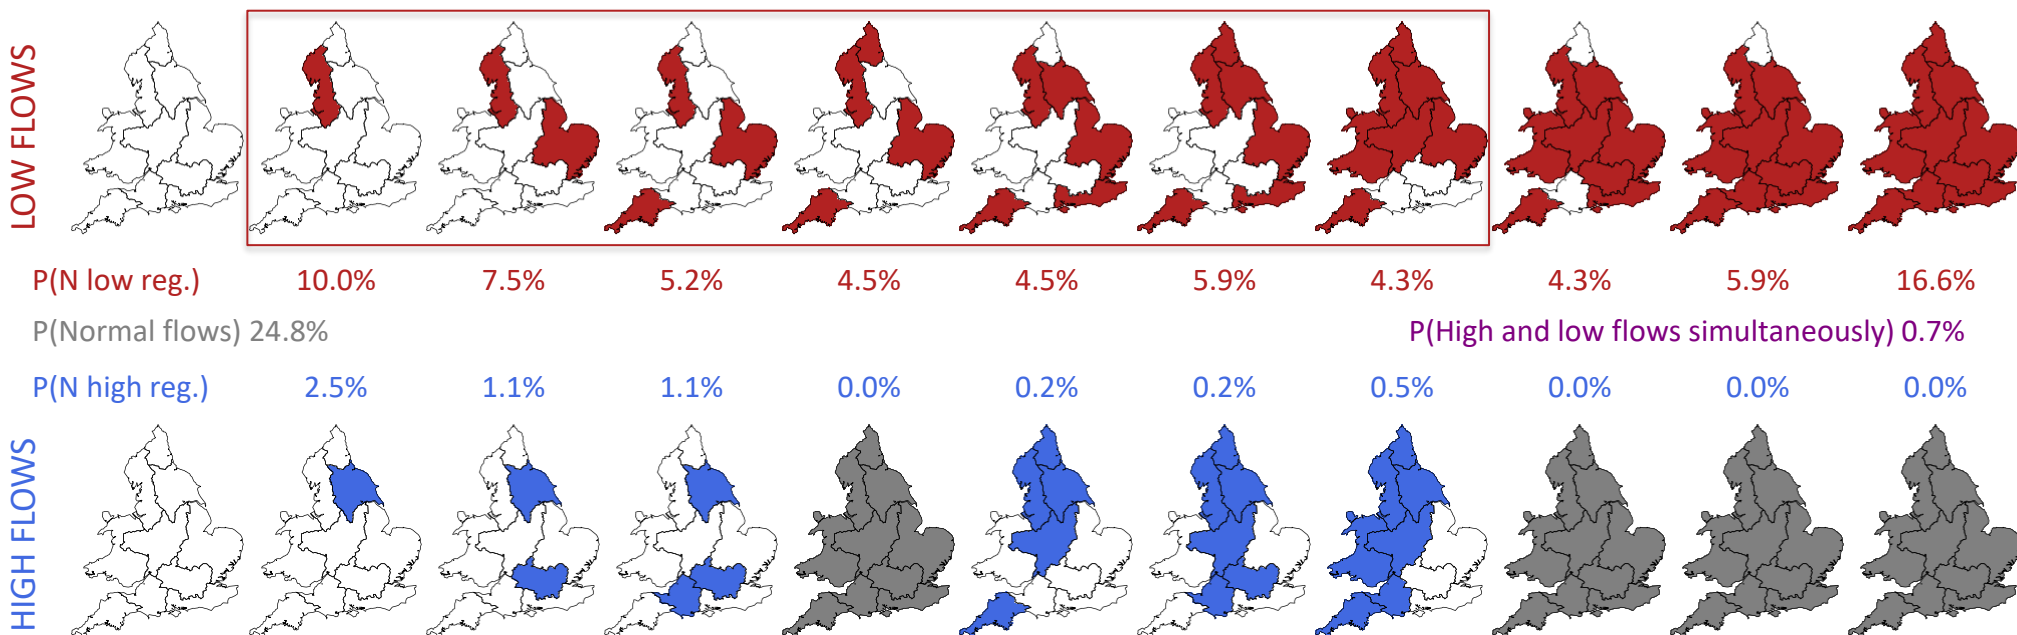 LOW FLOWS
P(N low reg.) 10.0% 7.5% 5.2% 4.5% 4.5% 5.9% 4.3% 4.3% 5.9% 16.6%
P(Normal flows) 24.8% P(High and low flows simultaneously) 0.7%
P(N high reg.) 2.5% 1.1% 1.1% 0.0% 0.2% 0.2% 0.5% 0.0% 0.0% 0.0%
HIGH FLOWS